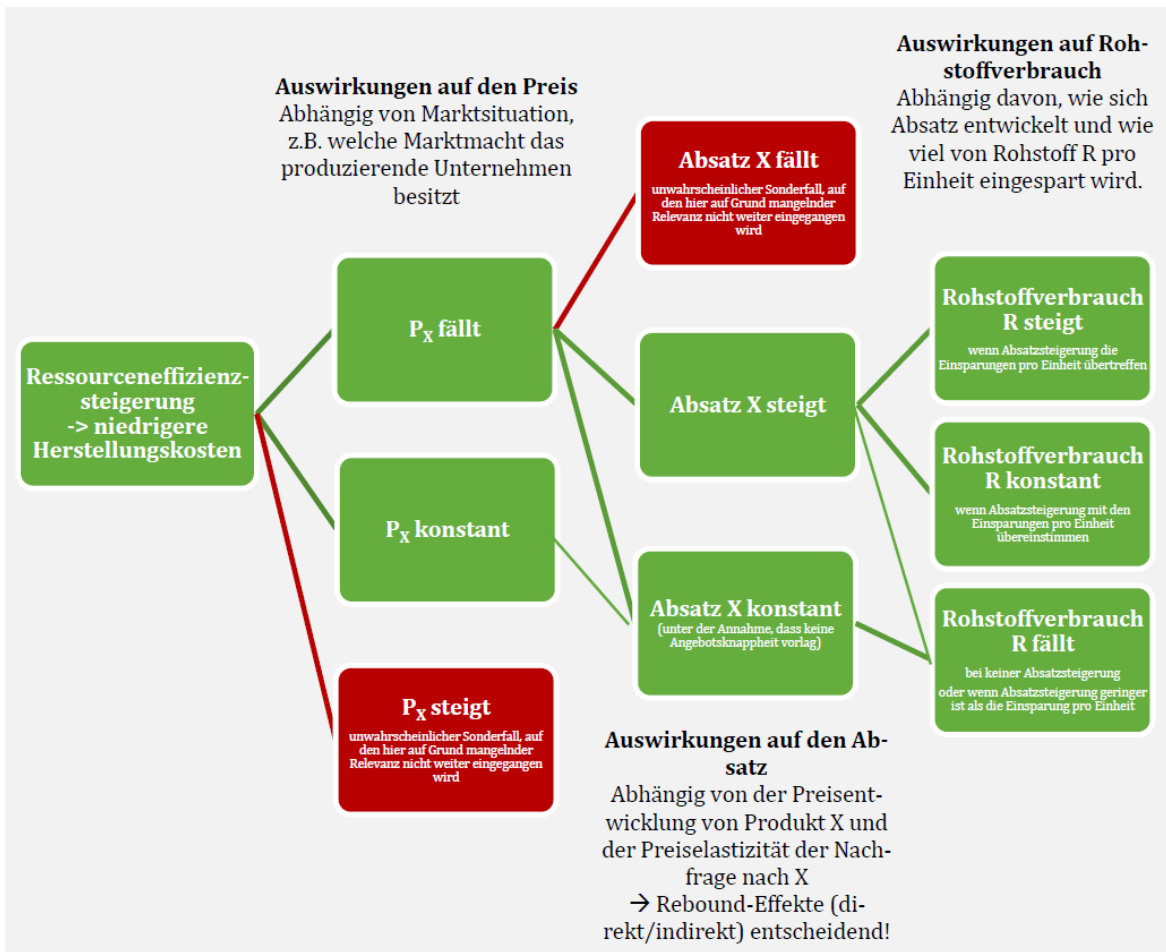 Auswirkungen auf den Preis
Abhängig von Marktsituation,
z.B. welche Marktmacht das
produzierende Unternehmen
besitzt
Auswirkungen auf Roh-
stoffverbrauch
Abhängig davon, wie sich
Absatz entwickelt und wie
viel von Rohstoff R pro
Einheit eingespart wird.
Ressourceneffizienz-
steigerung
-> niedrigere
Herstellungskosten
PX fällt
PX konstant
PX steigt
unwahrscheinlicher Sonderfall, auf
den hier auf Grund mangelnder
Relevanz nicht weiter eingegangen
wird
Absatz X fällt
unwahrscheinlicher Sonderfall, auf
den hier auf Grund mangelnder
Relevanz nicht weiter eingegangen
wird
Absatz X steigt
Absatz X konstant
(unter der Annahme, dass keine
Angebotsknappheit vorlag)
Rohstoffverbrauch
R steigt
wenn Absatzsteigerung die
Einsparungen pro Einheit übertreffen
Rohstoffverbrauch
R konstant
wenn Absatzsteigerung mit den
Einsparungen pro Einheit
übereinstimmen
Rohstoffverbrauch
R fällt
bei keiner Absatzsteigerung
oder wenn Absatzsteigerung geringer
ist als die Einsparung pro Einheit
Auswirkungen auf den Ab-
satz
Abhängig von der Preisent-
wicklung von Produkt X und
der Preiselastizität der Nach-
frage nach X
→ Rebound-Effekte (di-
rekt/indirekt) entscheidend!